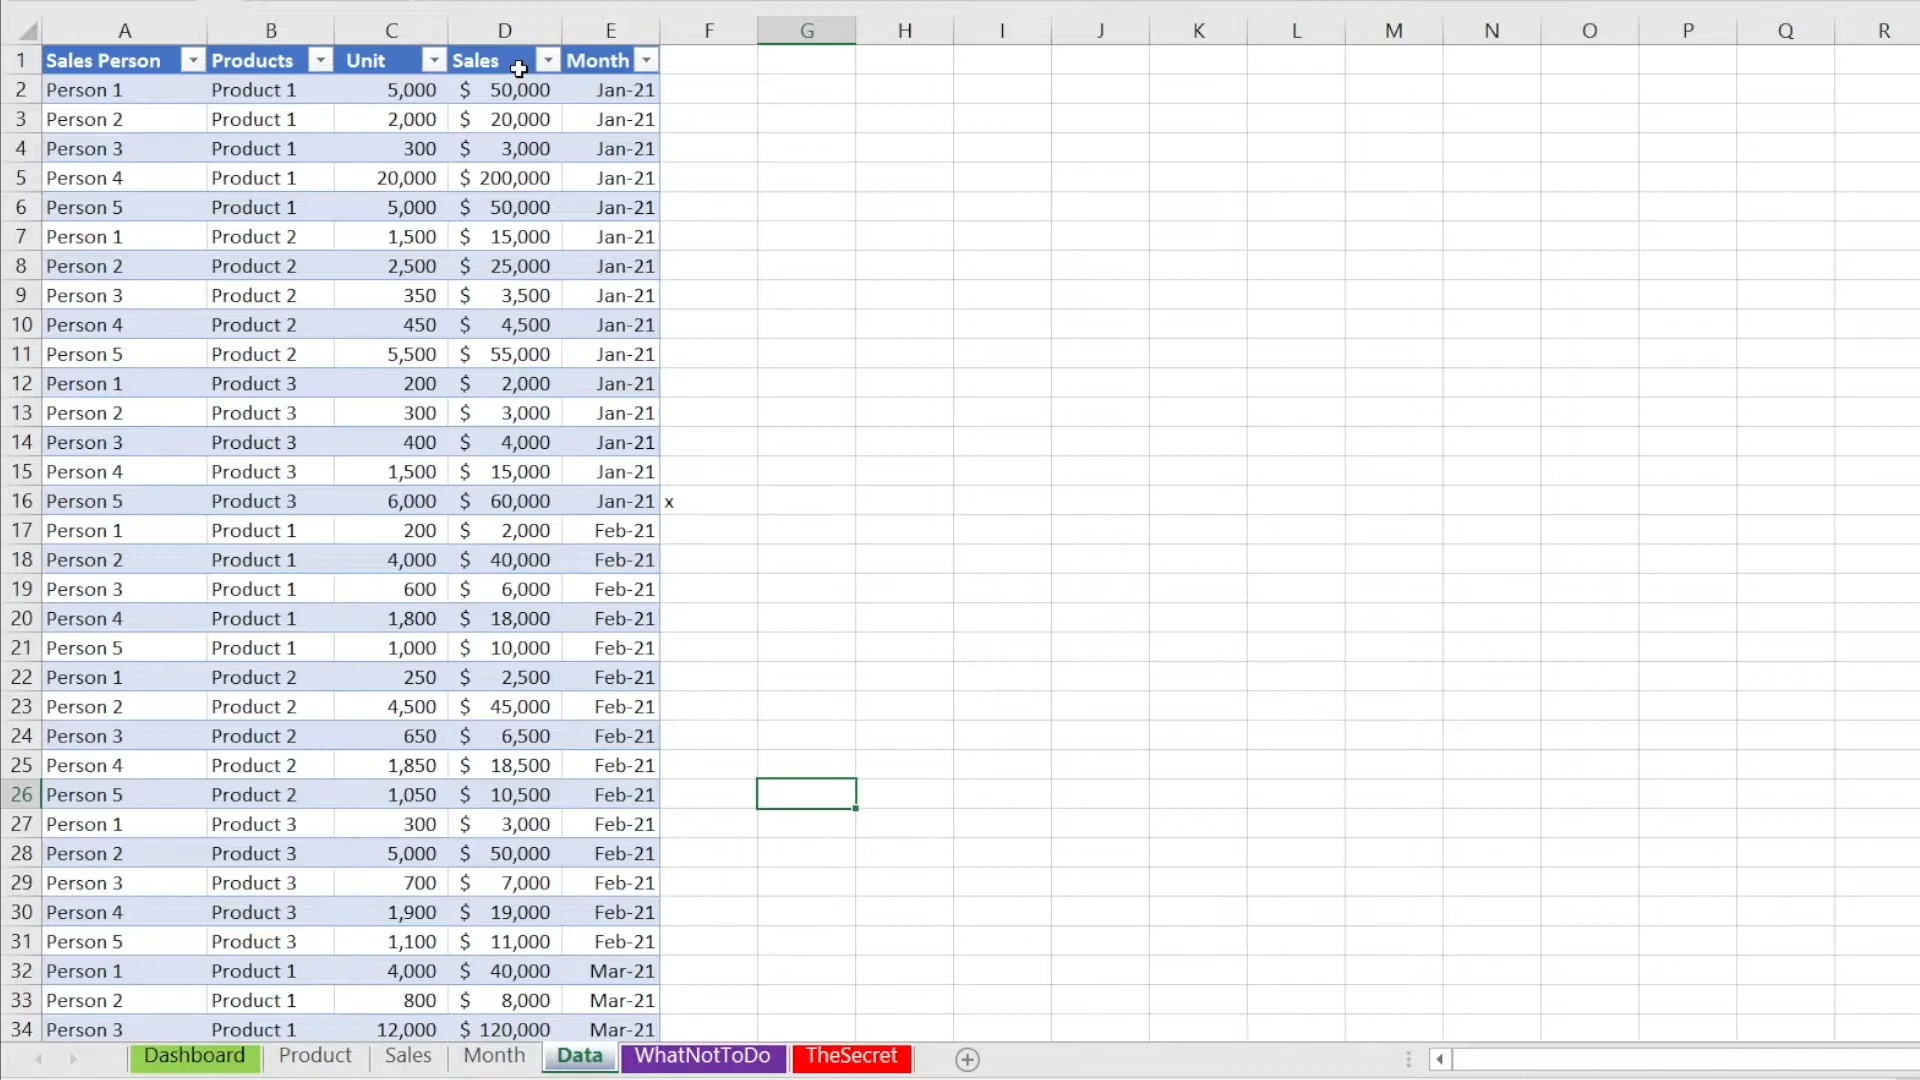 A B C D E F G H I J K L M N O P Q R
1 Sales Person Products Unit Sales Month
2 Person 1 Product 1 5,000 $ 50,000 Jan-21
3 Person 2 Product 1 2,000 $ 20,000 Jan-21
4 Person 3 Product 1 300 $ 3,000 Jan-21
5 Person 4 Product 1 20,000 $ 200,000 Jan-21
6 Person 5 Product 1 5,000 $ 50,000 Jan-21
7 Person 1 Product 2 1,500 $ 15,000 Jan-21
8 Person 2 Product 2 2,500 $ 25,000 Jan-21
9 Person 3 Product 2 350 $ 3,500 Jan-21
10 Person 4 Product 2 450 $ 4,500 Jan-21
11 Person 5 Product 2 5,500 $ 55,000 Jan-21
12 Person 1 Product 3 200 $ 2,000 Jan-21
13 Person 2 Product 3 300 $ 3,000 Jan-21
14 Person 3 Product 3 400 $ 4,000 Jan-21
15 Person 4 Product 3 1,500 $ 15,000 Jan-21
16 Person 5 Product 3 6,000 $ 60,000 Jan-21 x
17 Person 1 Product 1 200 $ 2,000 Feb-21
18 Person 2 Product 1 4,000 $ 40,000 Feb-21
19 Person 3 Product 1 600 $ 6,000 Feb-21
20 Person 4 Product 1 1,800 $ 18,000 Feb-21
21 Person 5 Product 1 1,000 $ 10,000 Feb-21
22 Person 1 Product 2 250 $ 2,500 Feb-21
23 Person 2 Product 2 4,500 $ 45,000 Feb-21
24 Person 3 Product 2 650 $ 6,500 Feb-21
25 Person 4 Product 2 1,850 $ 18,500 Feb-21
26 Person 5 Product 2 1,050 $ 10,500 Feb-21
27 Person 1 Product 3 300 $ 3,000 Feb-21
28 Person 2 Product 3 5,000 $ 50,000 Feb-21
29 Person 3 Product 3 700 $ 7,000 Feb-21
30 Person 4 Product 3 1,900 $ 19,000 Feb-21
31 Person 5 Product 3 1,100 $ 11,000 Feb-21
32 Person 1 Product 1 4,000 $ 40,000 Mar-21
33 Person 2 Product 1 800 $ 8,000 Mar-21
34 Person 3 Product 1 12,000 $ 120,000 Mar-21
Dashboard Product Sales Month Data WhatNotToDo TheSecret